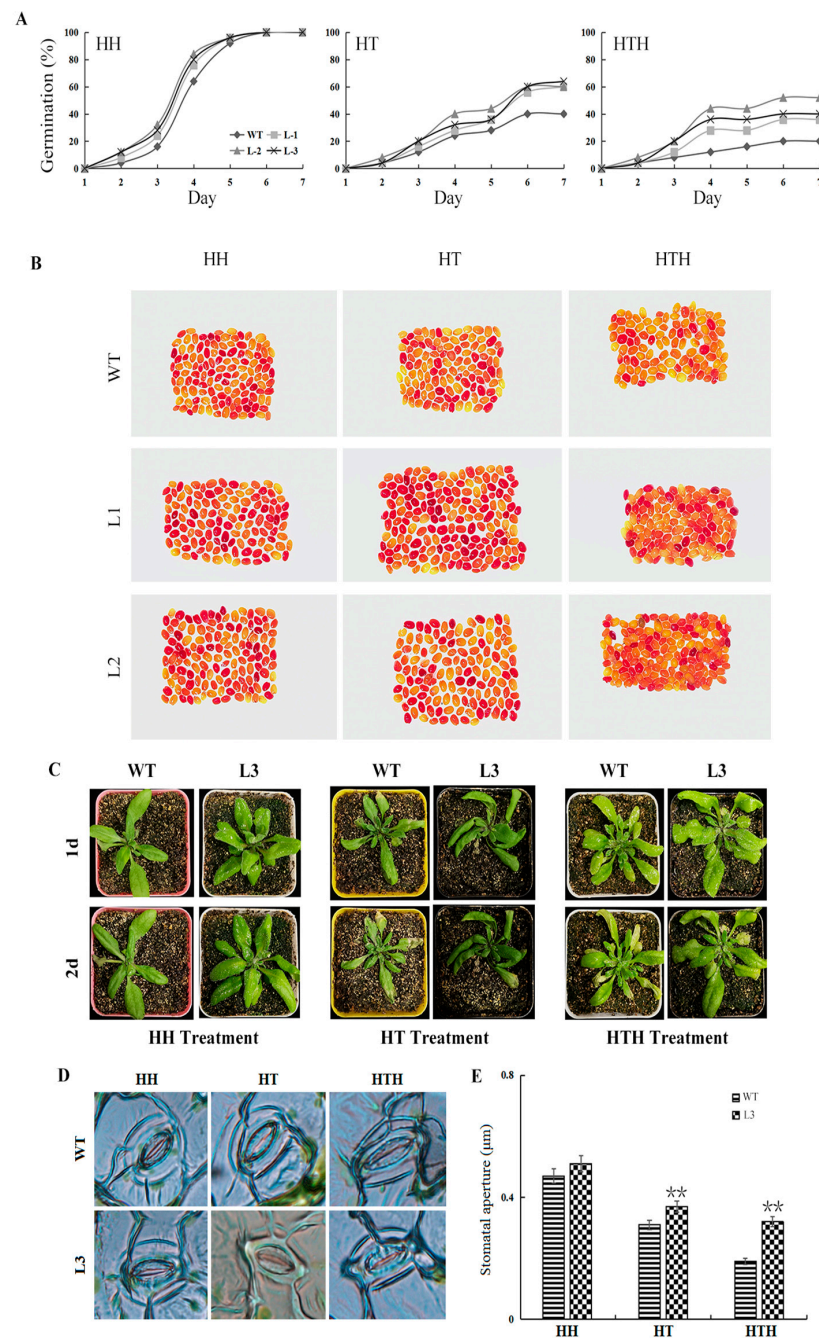 A
HH
HT
HTH
Germination (%)
100
80
60
40
20
0
WT
L-1
L-2
L-3
1 2 3 4 5 6 7
Day
100
80
60
40
20
0
1 2 3 4 5 6 7
Day
100
80
60
40
20
0
1 2 3 4 5 6 7
Day
B
HH
HT
HTH
WT
L1
L2
C
WT
L3
WT
L3
WT
L3
1d
2d
HH Treatment
HT Treatment
HTH Treatment
D
HH
HT
HTH
WT
L3
E
Stomatal aperture (μm)
0.8
0.4
0
WT
L3
**
**
HH
HT
HTH